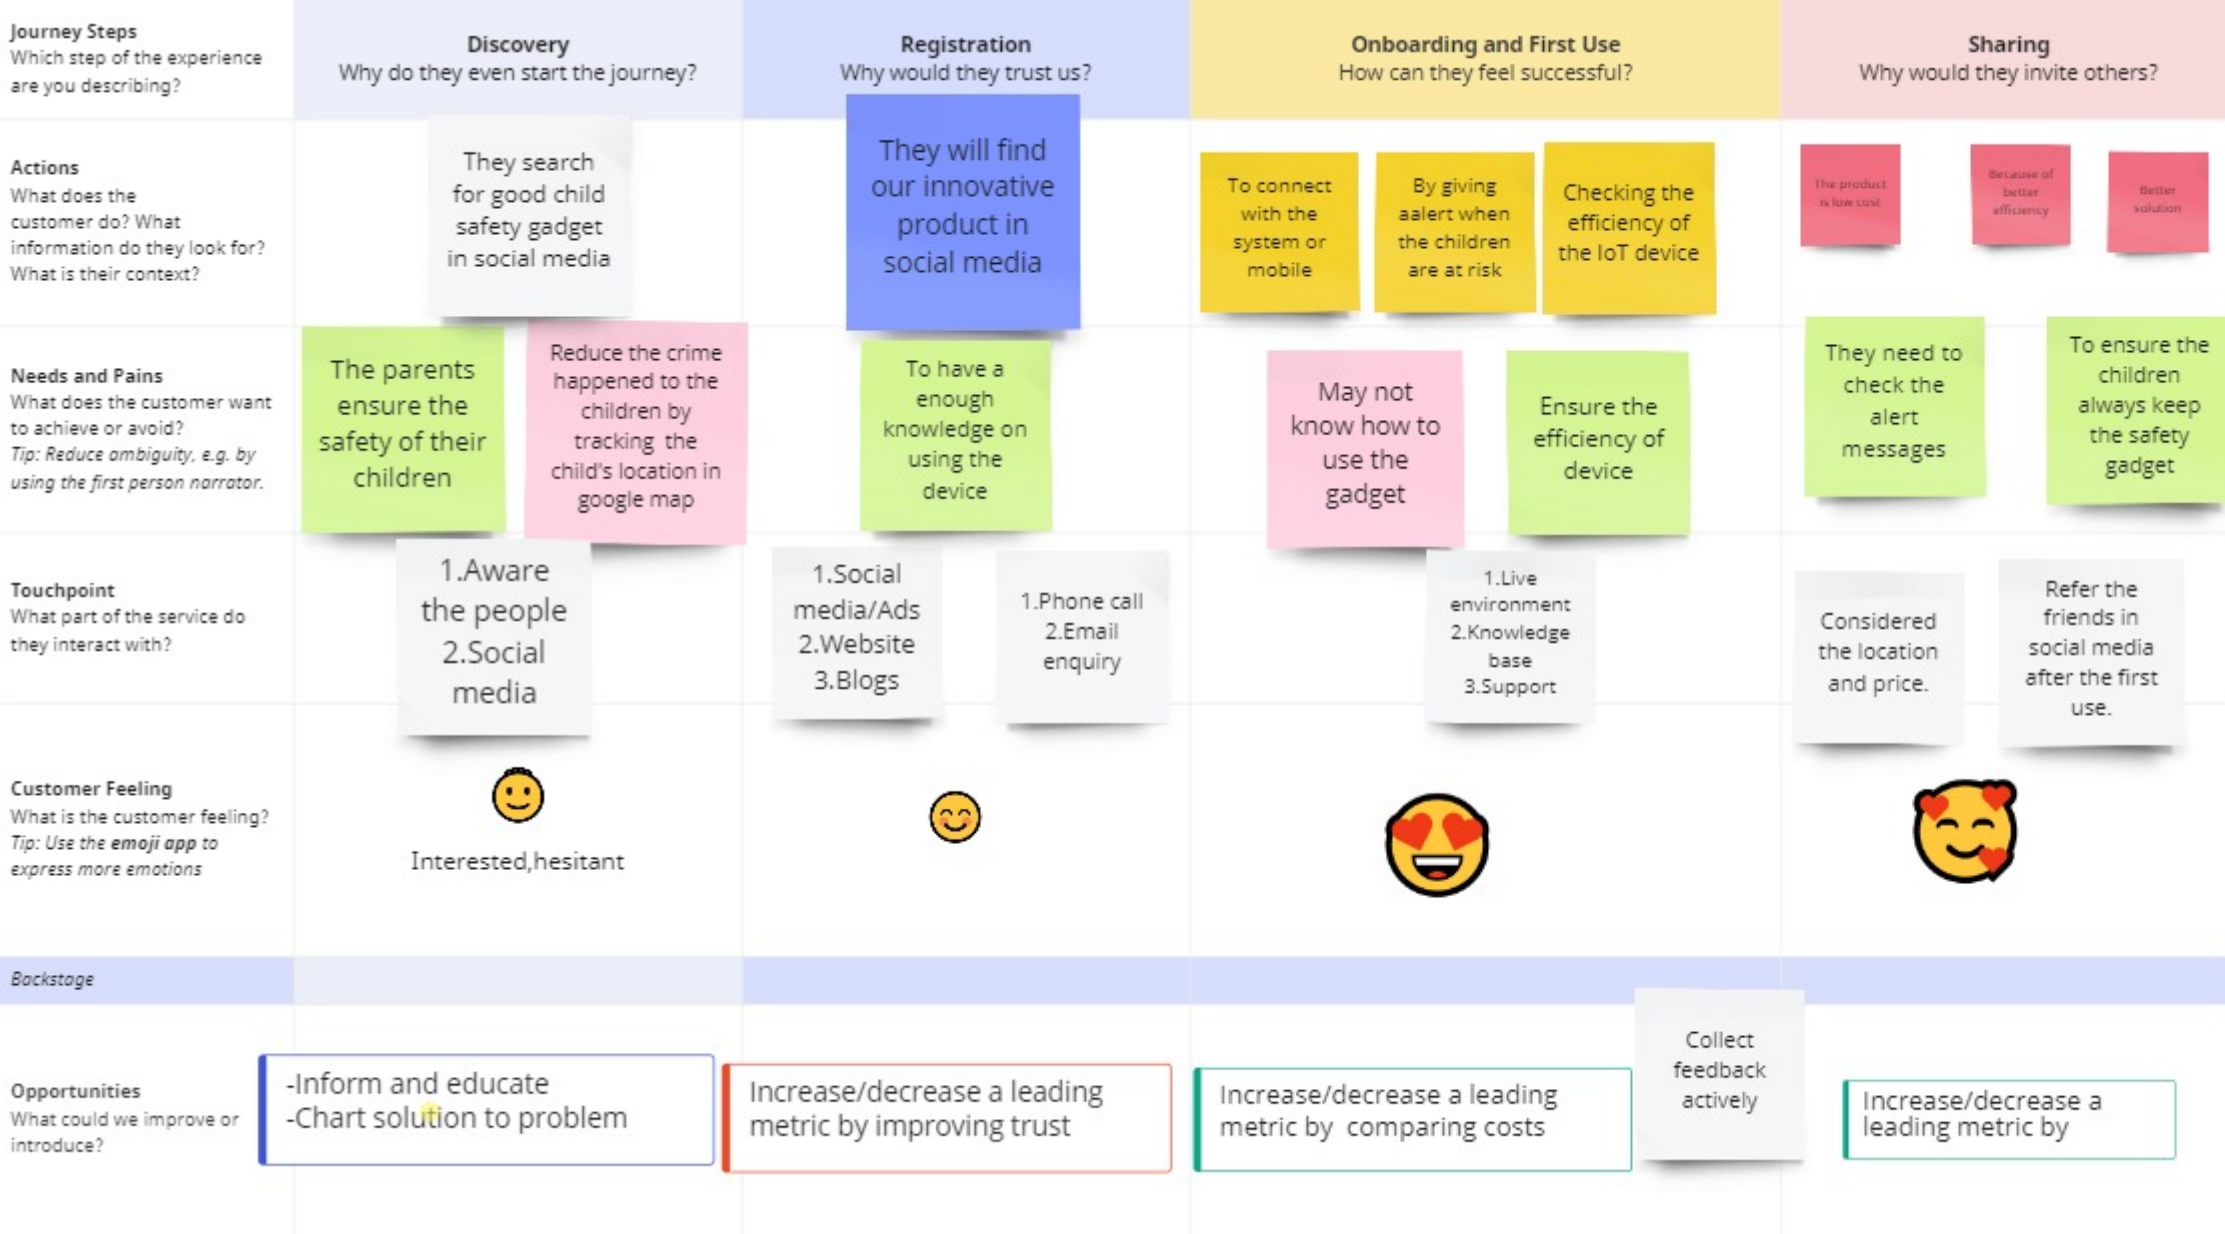 Journey Steps
Which step of the experience
are you describing?
Discovery
Why do they even start the journey?
Registration
Why would they trust us?
Onboarding and First Use
How can they feel successful?
Sharing
Why would they invite others?
Actions
What does the
customer do? What
information do they look for?
What is their context?
They search
for good child
safety gadget
in social media
They will find
our innovative
product in
social media
To connect
with the
system or
mobile
By giving
aalert when
the children
are at risk
Checking the
efficiency of
the IoT device
The product
is low cost
Because of
better
efficiency
Better
solution
Needs and Pains
What does the customer want
to achieve or avoid?
Tip: Reduce ambiguity, e.g. by
using the first person narrator.
The parents
ensure the
safety of their
children
Reduce the crime
happened to the
children by
tracking the
child's location in
google map
To have a
enough
knowledge on
using the
device
May not
know how to
use the
gadget
Ensure the
efficiency of
device
They need to
check the
alert
messages
To ensure the
children
always keep
the safety
gadget
Touchpoint
What part of the service do
they interact with?
1.Aware
the people
2.Social
media
1.Social
media/Ads
2.Website
3.Blogs
1.Phone call
2.Email
enquiry
1.Live
environment
2.Knowledge
base
3.Support
Considered
the location
and price.
Refer the
friends in
social media
after the first
use.
Customer Feeling
What is the customer feeling?
Tip: Use the emoji app to
express more emotions
Interested,hesitant
Backstage
Opportunities
What could we improve or
introduce?
-Inform and educate
-Chart solution to problem
Increase/decrease a leading
metric by improving trust
Increase/decrease a leading
metric by comparing costs
Collect
feedback
actively
Increase/decrease a
leading metric by